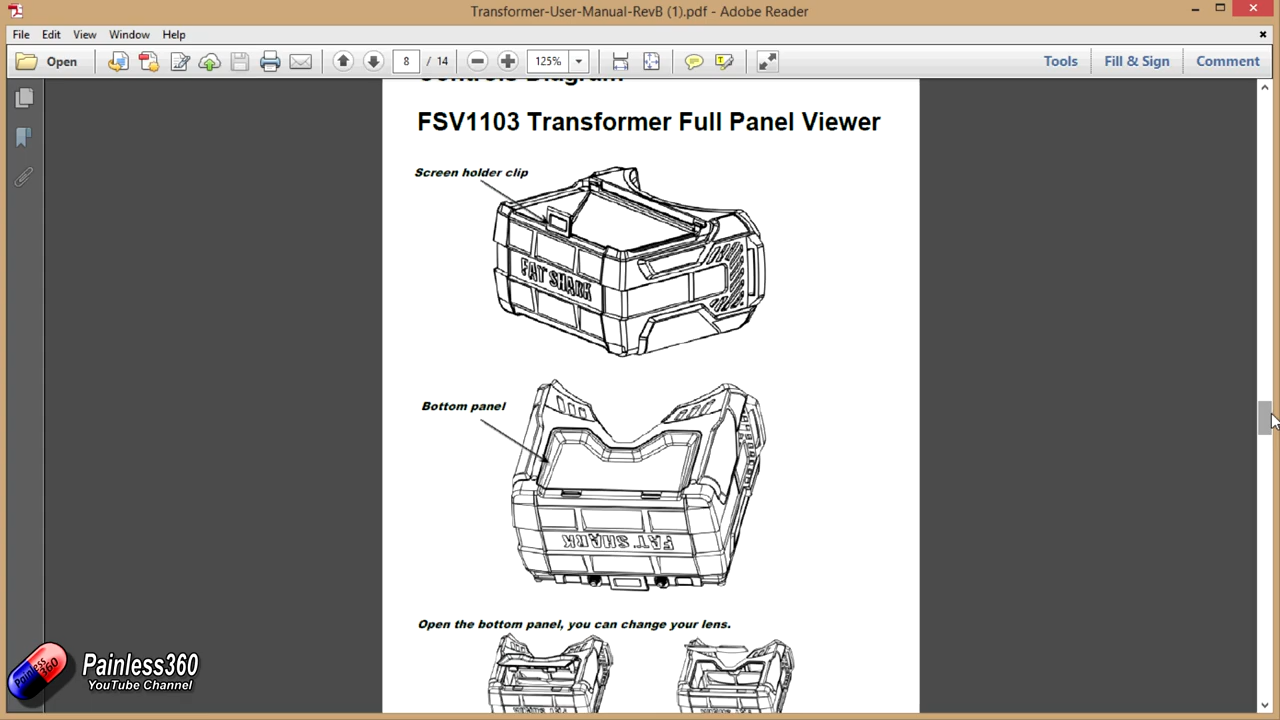 Transformer-User-Manual-RevB (1).pdf - Adobe Reader
File Edit View Window Help
Open 8 / 14 125% Tools Fill & Sign Comment
Controls Diagram
FSV1103 Transformer Full Panel Viewer
Screen holder clip
FAT SHARK
Bottom panel
FAT SHARK
Open the bottom panel, you can change your lens.
Painless360
Painless360
YouTube Channel